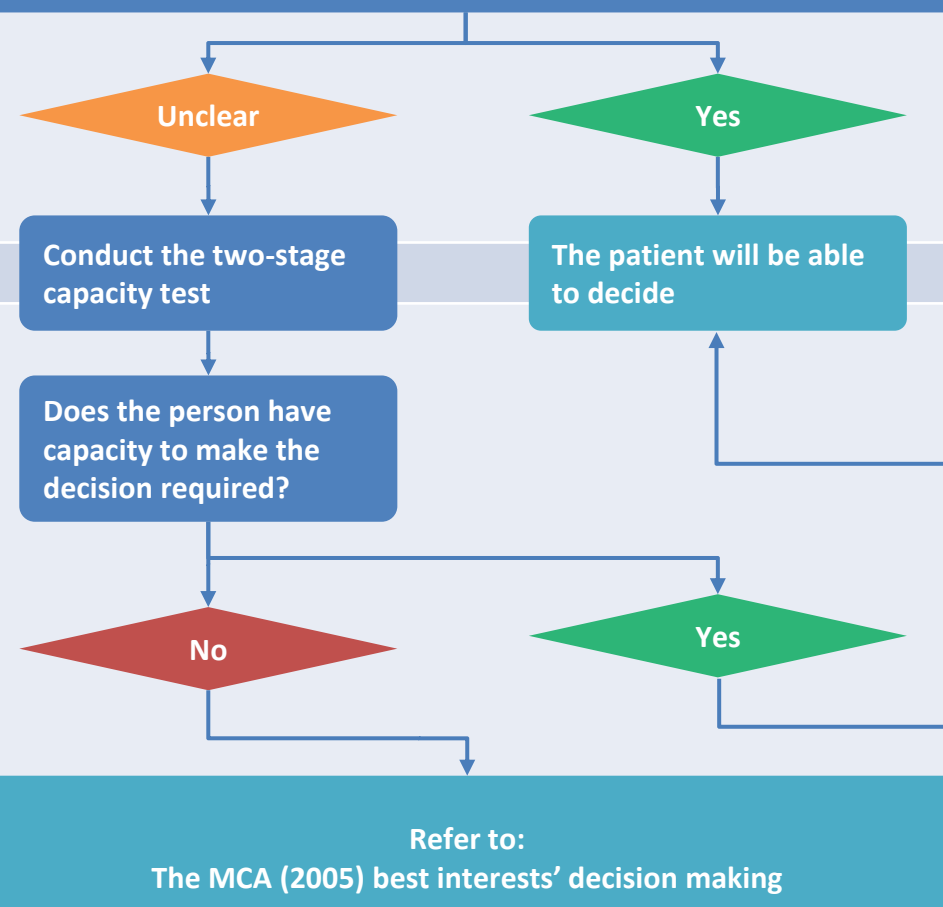 Unclear
Yes
Conduct the two-stage
capacity test
The patient will be able
to decide
Does the person have
capacity to make the
decision required?
No
Yes
Refer to:
The MCA (2005) best interests’ decision making